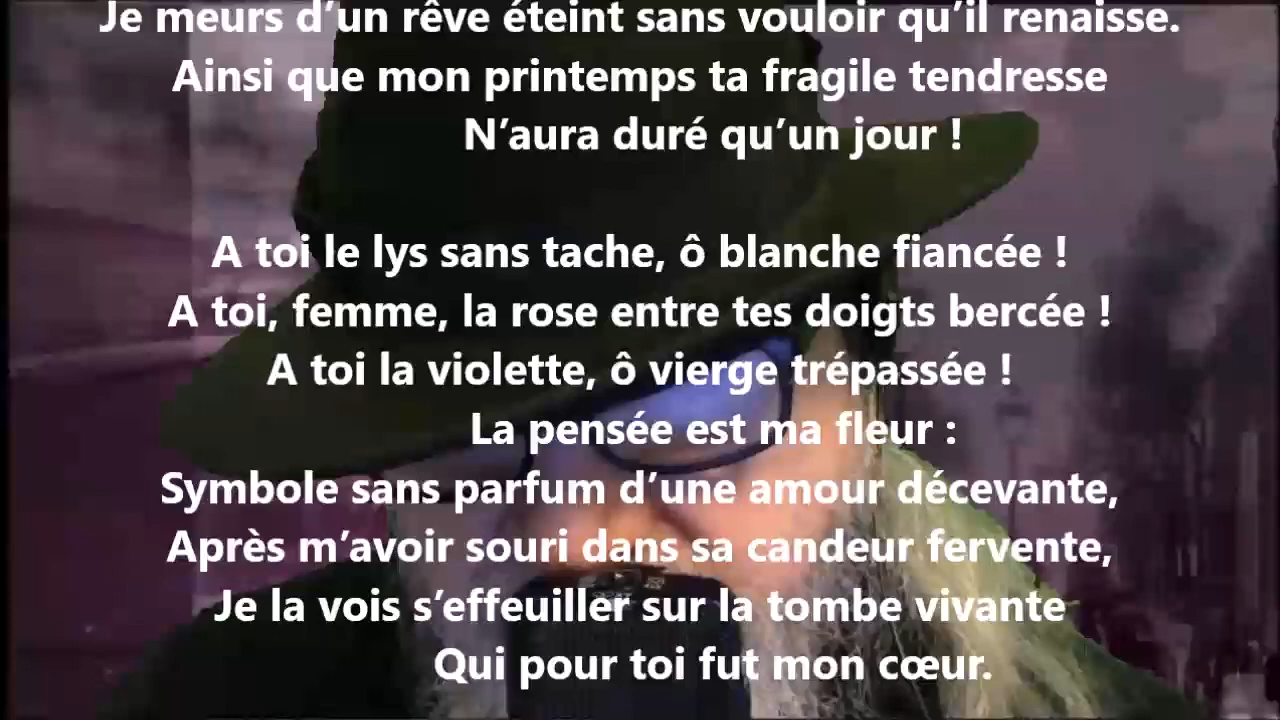 Je meurs d’un rêve éteint sans vouloir qu’il renaisse.
Ainsi que mon printemps ta fragile tendresse
N’aura duré qu’un jour !
A toi le lys sans tache, ô blanche fiancée !
A toi, femme, la rose entre tes doigts bercée !
A toi la violette, ô vierge trépassée !
La pensée est ma fleur :
Symbole sans parfum d’une amour décevante,
Après m’avoir souri dans sa candeur fervente,
Je la vois s’effeuiller sur la tombe vivante
Qui pour toi fut mon cœur.